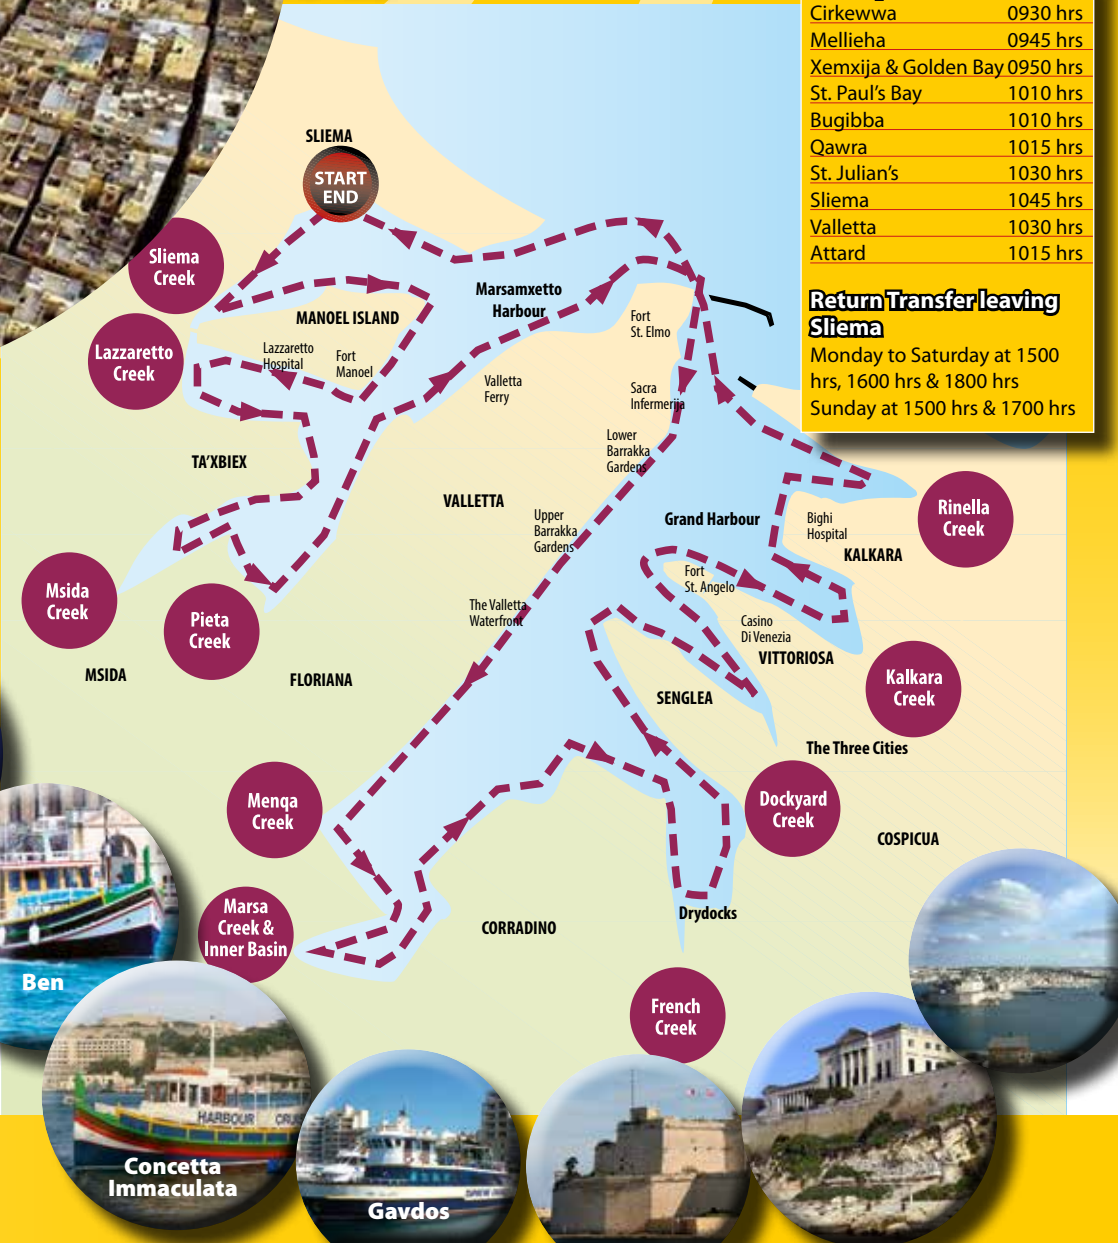 Cirkewwa 0930 hrs
Mellieha 0945 hrs
Xemxija & Golden Bay 0950 hrs
St. Paul's Bay 1010 hrs
Bugibba 1010 hrs
Qawra 1015 hrs
St. Julian's 1030 hrs
Sliema 1045 hrs
Valletta 1030 hrs
Attard 1015 hrs
Return Transfer leaving
Sliema
Monday to Saturday at 1500
hrs, 1600 hrs & 1800 hrs
Sunday at 1500 hrs & 1700 hrs
SLIEMA
START
END
Sliema
Creek
Marsamxetto
Harbour
MANOEL ISLAND
Lazzaretto
Hospital
Fort
Manoel
Lazzaretto
Creek
Fort
St. Elmo
Valletta
Ferry
Sacra
Infermerija
Lower
Barrakka
Gardens
TA'XBIEX
VALLETTA
Upper
Barrakka
Gardens
Grand Harbour
Bighi
Hospital
KALKARA
Rinella
Creek
Fort
St. Angelo
Msida
Creek
Pieta
Creek
The Valletta
Waterfront
Casino
Di Venezia
VITTORIOSA
MSIDA
FLORIANA
SENGLEA
Kalkara
Creek
The Three Cities
Menqa
Creek
Dockyard
Creek
COSPICUA
Marsa
Creek &
Inner Basin
CORRADINO
Drydocks
French
Creek
Ben
HARBOUR CRUISE
Concetta
Immaculata
Gavdos